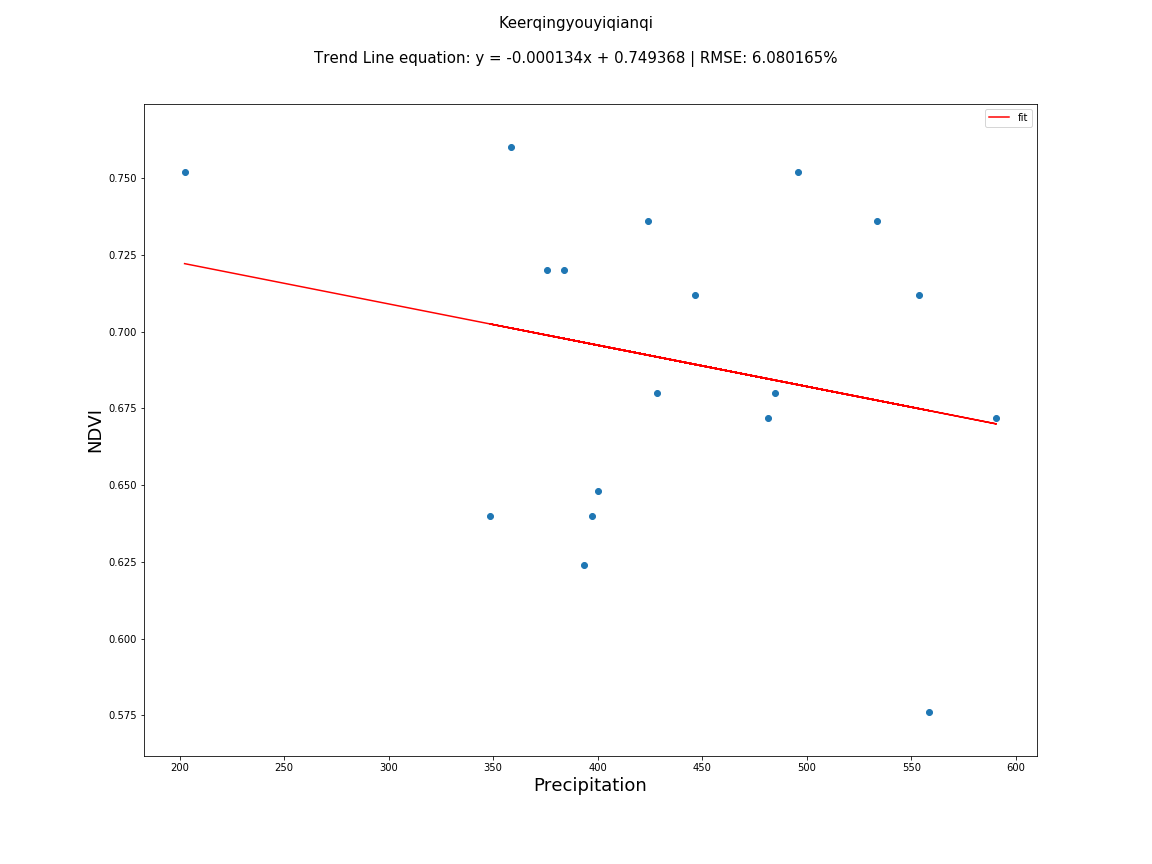 Keerqingyouyiqianqi
Trend Line equation: y = -0.000134x + 0.749368 | RMSE: 6.080165%
fit
0.750
0.725
0.700
0.675
0.650
0.625
0.600
0.575
NDVI
200 250 300 350 400 450 500 550 600
Precipitation